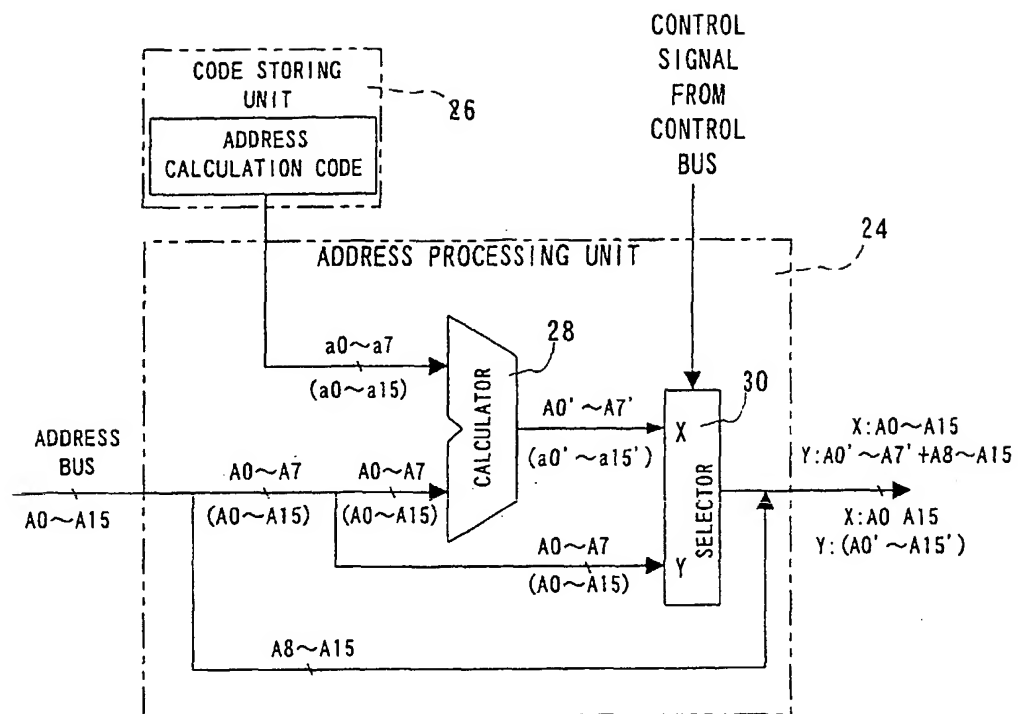 CODE STORING
UNIT
26
ADDRESS
CALCULATION CODE
CONTROL
SIGNAL
FROM
CONTROL
BUS
24
ADDRESS PROCESSING UNIT
a0~a7
(a0~a15)
28
CALCULATOR
A0'~A7'
(a0'~a15')
30
X
Y
SELECTOR
ADDRESS
BUS
A0~A15
A0~A7
(A0~A15)
A0~A7
(A0~A15)
A0~A7
(A0~A15)
A8~A15
X:A0~A15
Y:A0'~A7'+A8~A15
X:A0 A15
Y:(A0'~A15')